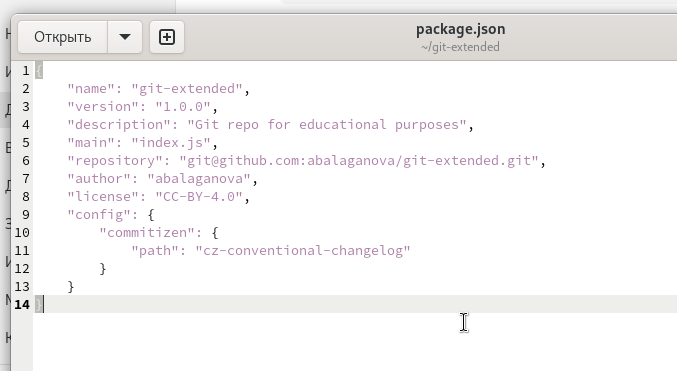 Открыть
package.json
~/git-extended
1 {
2 "name": "git-extended",
3 "version": "1.0.0",
4 "description": "Git repo for educational purposes",
5 "main": "index.js",
6 "repository": "git@github.com:abalaganova/git-extended.git",
7 "author": "abalaganova",
8 "license": "CC-BY-4.0",
9 "config": {
10 "commitizen": {
11 "path": "cz-conventional-changelog"
12 }
13 }
14 }